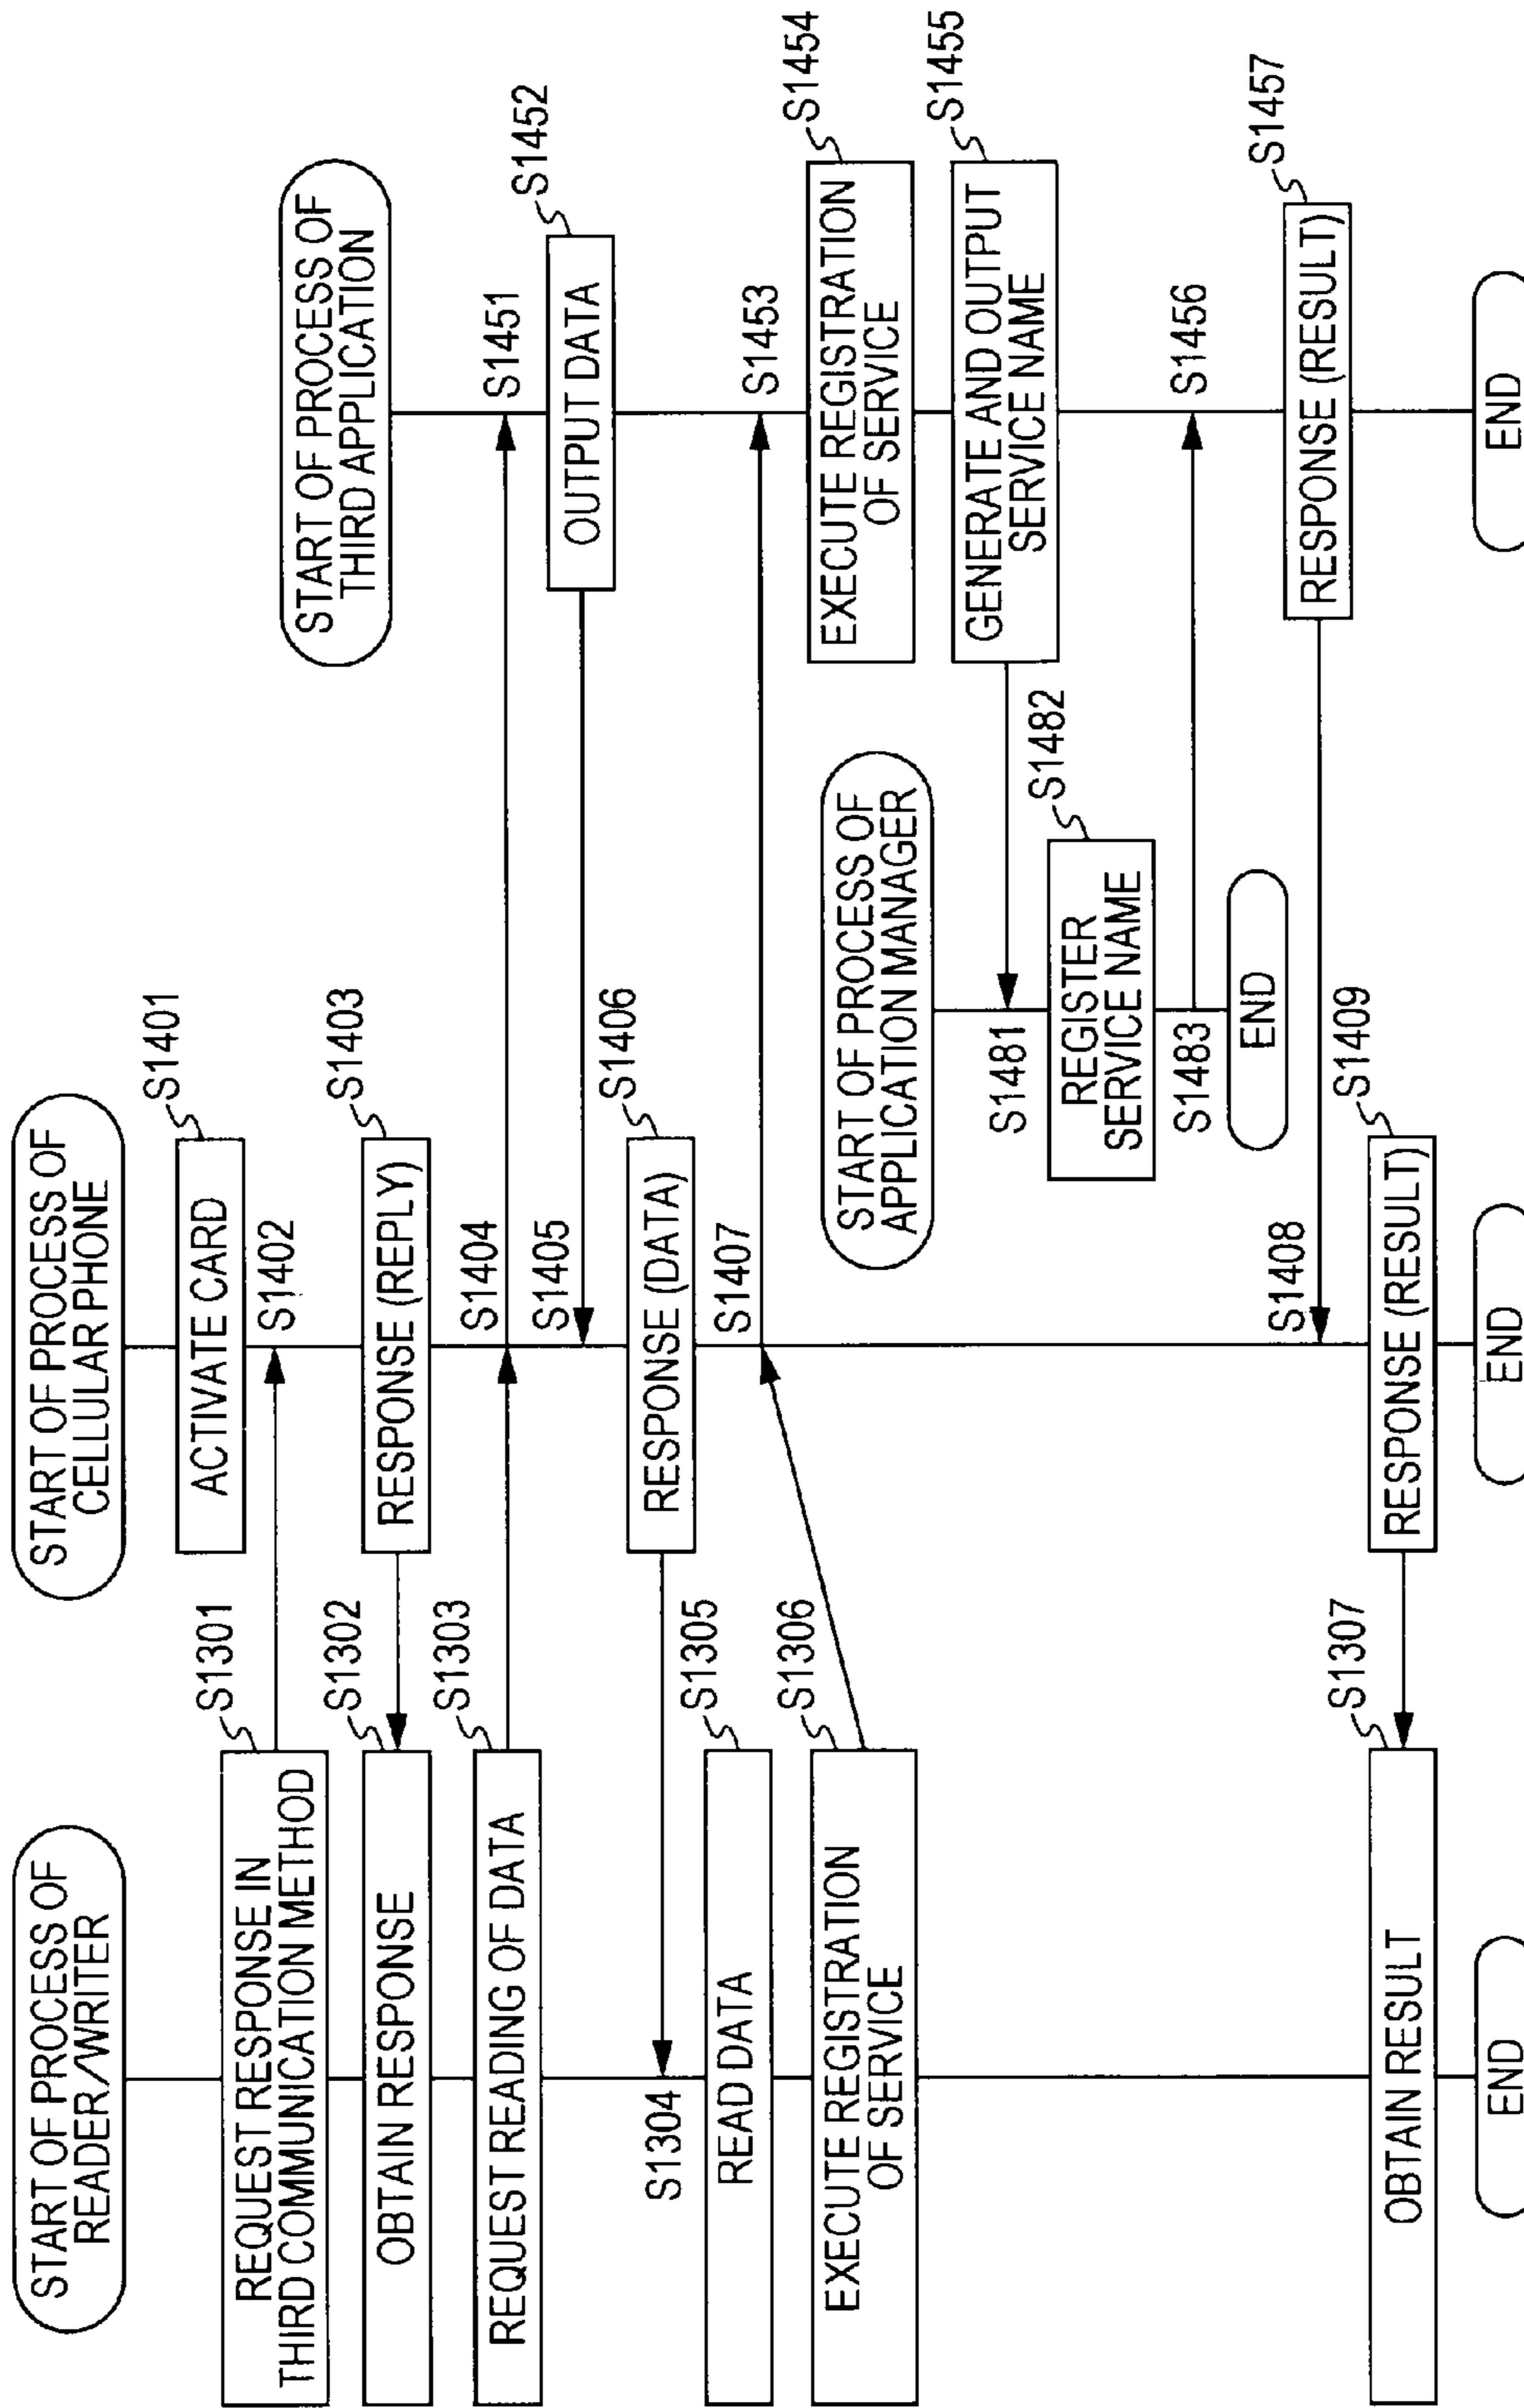 START OF PROCESS OF
READER/WRITER
REQUEST RESPONSE IN
THIRD COMMUNICATION METHOD
S1301
OBTAIN RESPONSE
S1302
REQUEST READING OF DATA
S1303
S1304
READ DATA
S1305
EXECUTE REGISTRATION
OF SERVICE
S1306
OBTAIN RESULT
S1307
END
START OF PROCESS OF
CELLULAR PHONE
ACTIVATE CARD
S1401
S1402
RESPONSE (REPLY)
S1403
S1404
S1405
RESPONSE (DATA)
S1406
S1407
S1408
RESPONSE (RESULT)
S1409
END
START OF PROCESS OF
APPLICATION MANAGER
S1481
REGISTER
SERVICE NAME
S1482
S1483
END
START OF PROCESS OF
THIRD APPLICATION
S1451
OUTPUT DATA
S1452
S1453
EXECUTE REGISTRATION
OF SERVICE
S1454
GENERATE AND OUTPUT
SERVICE NAME
S1455
S1456
RESPONSE (RESULT)
S1457
END